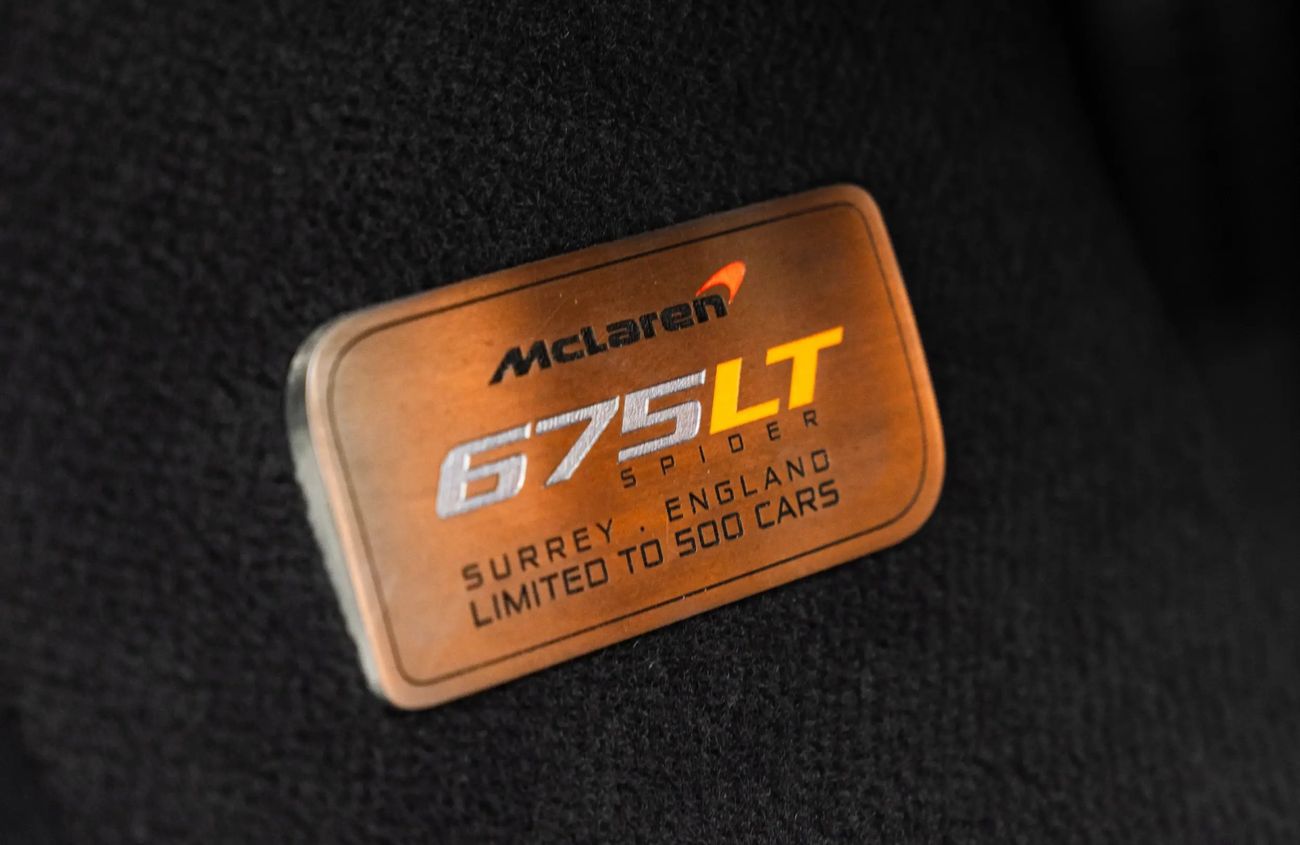 McLaren
675LT
SPIDER
SURREY · ENGLAND
LIMITED TO 500 CARS